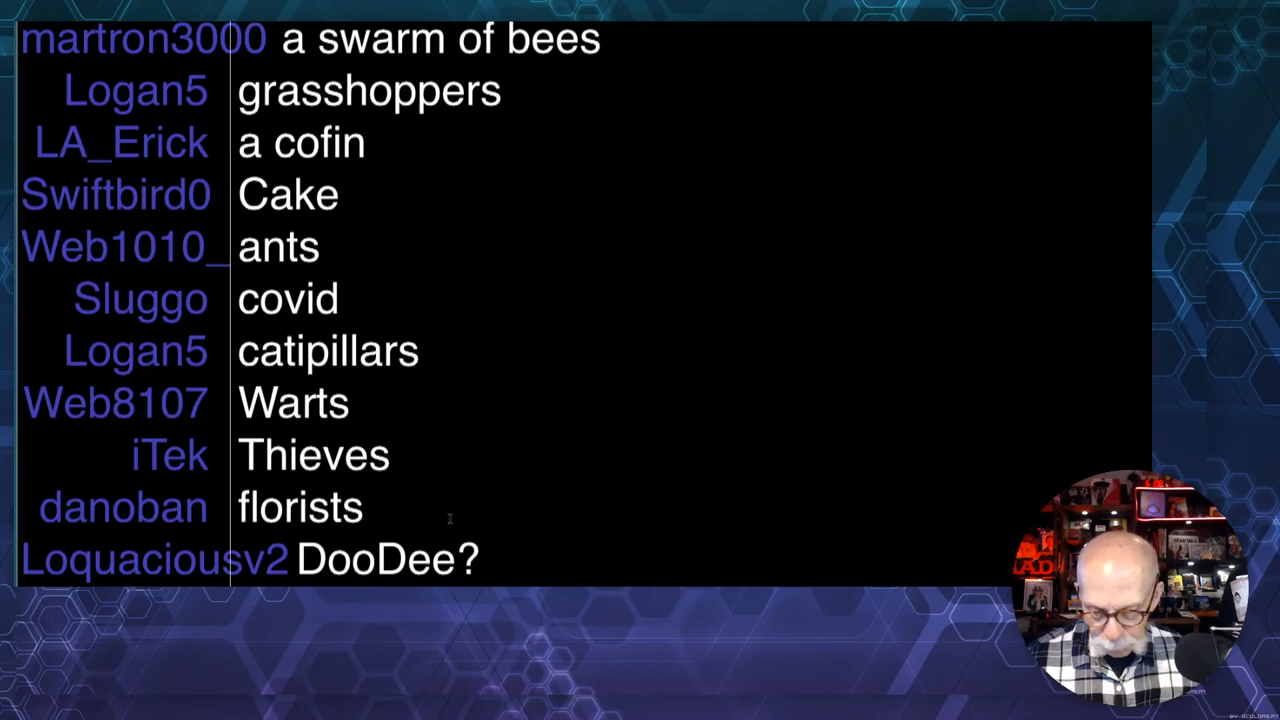 martron3000 a swarm of bees
Logan5 grasshoppers
LA_Erick a cofin
Swiftbird0 Cake
Web1010_ ants
Sluggo covid
Logan5 catipillars
Web8107 Warts
iTek Thieves
danoban florists
Loquaciousv2 DooDee?